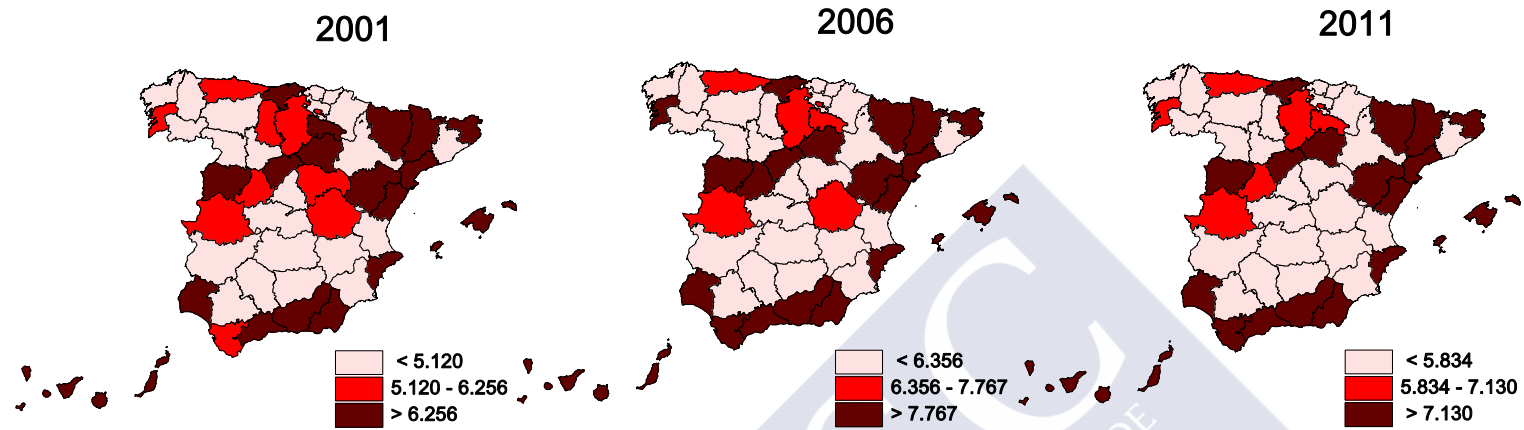 2001
2006
2011
< 5.120
5.120 - 6.256
> 6.256
< 6.356
6.356 - 7.767
> 7.767
< 5.834
5.834 - 7.130
> 7.130
C
DE